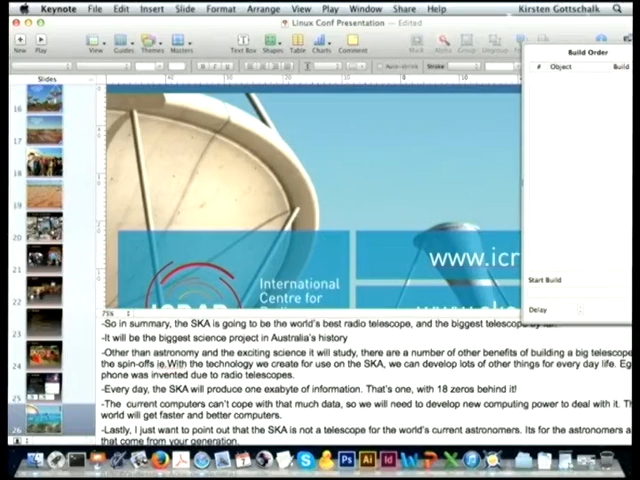 Keynote File Edit Insert Slide Format Arrange View Play Window Share Help Kirsten Gottschalk
Linux Conf Presentation — Edited
New Play View Guides Themes Masters Text Box Shapes Table Charts Comment Mask Alpha Group Ungroup
Build Order
Slides
# Object Build
Stroke
16
17
18
19
20
21
22
23
24
25
26
www.icr
International
Centre for
ICRAR
Start Build
Delay
75%
-So in summary, the SKA is going to be the world's best radio telescope, and the biggest telescope by far.
-It will be the biggest science project in Australia's history
-Other than astronomy and the exciting science it will study, there are a number of other benefits of building a big telescope
the spin-offs ie.With the technology we create for use on the SKA, we can develop lots of other things for every day life. Eg
phone was invented due to radio telescopes.
-Every day, the SKA will produce one exabyte of information. That's one, with 18 zeros behind it!
-The current computers can't cope with that much data, so we will need to develop new computing power to deal with it. Th
world will get faster and better computers.
-Lastly, I just want to point out that the SKA is not a telescope for the world's current astronomers. Its for the astronomers a
that come from your generation.